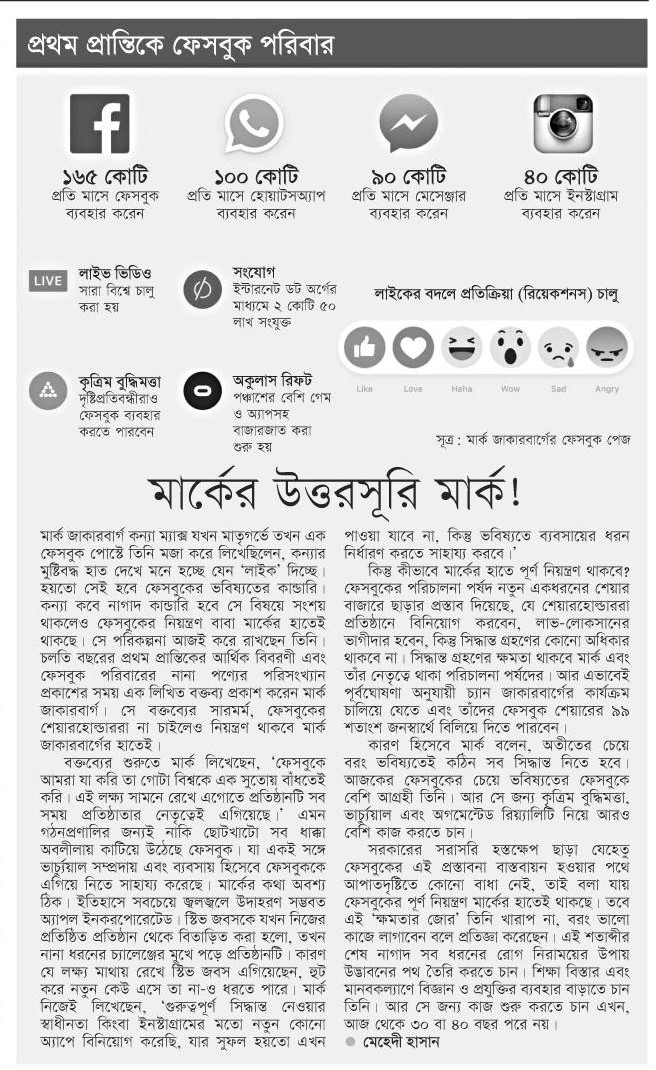 প্রথম প্রান্তিকে ফেসবুক পরিবার
১৬৫ কোটি
প্রতি মাসে ফেসবুক
ব্যবহার করেন
১০০ কোটি
প্রতি মাসে হোয়াটসঅ্যাপ
ব্যবহার করেন
৯০ কোটি
প্রতি মাসে মেসেঞ্জার
ব্যবহার করেন
৪০ কোটি
প্রতি মাসে ইনস্টাগ্রাম
ব্যবহার করেন
LIVE
লাইভ ভিডিও
সারা বিশ্বে চালু
করা হয়
সংযোগ
ইন্টারনেট ডট অর্গের
মাধ্যমে ২ কোটি ৫০
লাখ সংযুক্ত
কৃত্রিম বুদ্ধিমত্তা
দৃষ্টিপ্রতিবন্ধীরাও
ফেসবুক ব্যবহার
করতে পারবেন
অকুলাস রিফট
পঞ্চাশের বেশি গেম
ও অ্যাপসহ
বাজারজাত করা
শুরু হয়
লাইকের বদলে প্রতিক্রিয়া (রিয়েকশনস) চালু
Like Love Haha Wow Sad Angry
সূত্র : মার্ক জাকারবার্গের ফেসবুক পেজ
মার্কের উত্তরসূরি মার্ক!
মার্ক জাকারবার্গ কন্যা ম্যাক্স যখন মাতৃগর্ভে তখন এক
ফেসবুক পোস্টে তিনি মজা করে লিখেছিলেন, কন্যার
মুষ্টিবদ্ধ হাত দেখে মনে হচ্ছে যেন ‘লাইক’ দিচ্ছে।
হয়তো সেই হবে ফেসবুকের ভবিষ্যতের কান্ডারি।
কন্যা কবে নাগাদ কান্ডারি হবে সে বিষয়ে সংশয়
থাকলেও ফেসবুকের নিয়ন্ত্রণ বাবা মার্কের হাতেই
থাকছে। সে পরিকল্পনা আজই করে রাখছেন তিনি।
চলতি বছরের প্রথম প্রান্তিকের আর্থিক বিবরণী এবং
ফেসবুক পরিবারের নানা পণ্যের পরিসংখ্যান
প্রকাশের সময় এক লিখিত বক্তব্য প্রকাশ করেন মার্ক
জাকারবার্গ। সে বক্তব্যের সারমর্ম, ফেসবুকের
শেয়ারহোল্ডাররা না চাইলেও নিয়ন্ত্রণ থাকবে মার্ক
জাকারবার্গের হাতেই।
বক্তব্যের শুরুতে মার্ক লিখেছেন, ‘ফেসবুকে
আমরা যা করি তা গোটা বিশ্বকে এক সুতোয় বাঁধতেই
করি। এই লক্ষ্য সামনে রেখে এগোতে প্রতিষ্ঠানটি সব
সময় প্রতিষ্ঠাতার নেতৃত্বেই এগিয়েছে।’ এমন
গঠনপ্রণালির জন্যই নাকি ছোটখাটো সব ধাক্কা
অবলীলায় কাটিয়ে উঠেছে ফেসবুক। যা একই সঙ্গে
ভার্চ্যুয়াল সম্প্রদায় এবং ব্যবসায় হিসেবে ফেসবুককে
এগিয়ে নিতে সাহায্য করেছে। মার্কের কথা অবশ্য
ঠিক। ইতিহাসে সবচেয়ে জ্বলজ্বলে উদাহরণ সম্ভবত
অ্যাপল ইনকরপোরেটেড। স্টিভ জবসকে যখন নিজের
প্রতিষ্ঠিত প্রতিষ্ঠান থেকে বিতাড়িত করা হলো, তখন
নানা ধরনের চ্যালেঞ্জের মুখে পড়ে প্রতিষ্ঠানটি। কারণ
যে লক্ষ্য মাথায় রেখে স্টিভ জবস এগিয়েছেন, হুট
করে নতুন কেউ এসে তা না-ও ধরতে পারে। মার্ক
নিজেই লিখেছেন, ‘গুরুত্বপূর্ণ সিদ্ধান্ত নেওয়ার
স্বাধীনতা কিংবা ইনস্টাগ্রামের মতো নতুন কোনো
অ্যাপে বিনিয়োগ করেছি, যার সুফল হয়তো এখন
পাওয়া যাবে না, কিন্তু ভবিষ্যতে ব্যবসায়ের ধরন
নির্ধারণ করতে সাহায্য করবে।’
কিন্তু কীভাবে মার্কের হাতে পূর্ণ নিয়ন্ত্রণ থাকবে?
ফেসবুকের পরিচালনা পর্ষদ নতুন একধরনের শেয়ার
বাজারে ছাড়ার প্রস্তাব দিয়েছে, যে শেয়ারহোল্ডাররা
প্রতিষ্ঠানে বিনিয়োগ করবেন, লাভ-লোকসানের
ভাগীদার হবেন, কিন্তু সিদ্ধান্ত গ্রহণের কোনো অধিকার
থাকবে না। সিদ্ধান্ত গ্রহণের ক্ষমতা থাকবে মার্ক এবং
তাঁর নেতৃত্বে থাকা পরিচালনা পর্ষদের। আর এভাবেই
পূর্বঘোষণা অনুযায়ী চ্যান জাকারবার্গের কার্যক্রম
চালিয়ে যেতে এবং তাঁদের ফেসবুক শেয়ারের ৯৯
শতাংশ জনস্বার্থে বিলিয়ে দিতে পারবেন।
কারণ হিসেবে মার্ক বলেন, অতীতের চেয়ে
বরং ভবিষ্যতেই কঠিন সব সিদ্ধান্ত নিতে হবে।
আজকের ফেসবুকের চেয়ে ভবিষ্যতের ফেসবুকে
বেশি আগ্রহী তিনি। আর সে জন্য কৃত্রিম বুদ্ধিমত্তা,
ভার্চ্যুয়াল এবং অগমেন্টেড রিয়্যালিটি নিয়ে আরও
বেশি কাজ করতে চান।
সরকারের সরাসরি হস্তক্ষেপ ছাড়া যেহেতু
ফেসবুকের এই প্রস্তাবনা বাস্তবায়ন হওয়ার পথে
আপাতদৃষ্টিতে কোনো বাধা নেই, তাই বলা যায়
ফেসবুকের পূর্ণ নিয়ন্ত্রণ মার্কের হাতেই থাকছে। তবে
এই ‘ক্ষমতার জোর’ তিনি খারাপ না, বরং ভালো
কাজে লাগাবেন বলে প্রতিজ্ঞা করেছেন। এই শতাব্দীর
শেষ নাগাদ সব ধরনের রোগ নিরাময়ের উপায়
উদ্ভাবনের পথ তৈরি করতে চান। শিক্ষা বিস্তার এবং
মানবকল্যাণে বিজ্ঞান ও প্রযুক্তির ব্যবহার বাড়াতে চান
তিনি। আর সে জন্য কাজ শুরু করতে চান এখন,
আজ থেকে ৩০ বা ৪০ বছর পরে নয়।
● মেহেদী হাসান